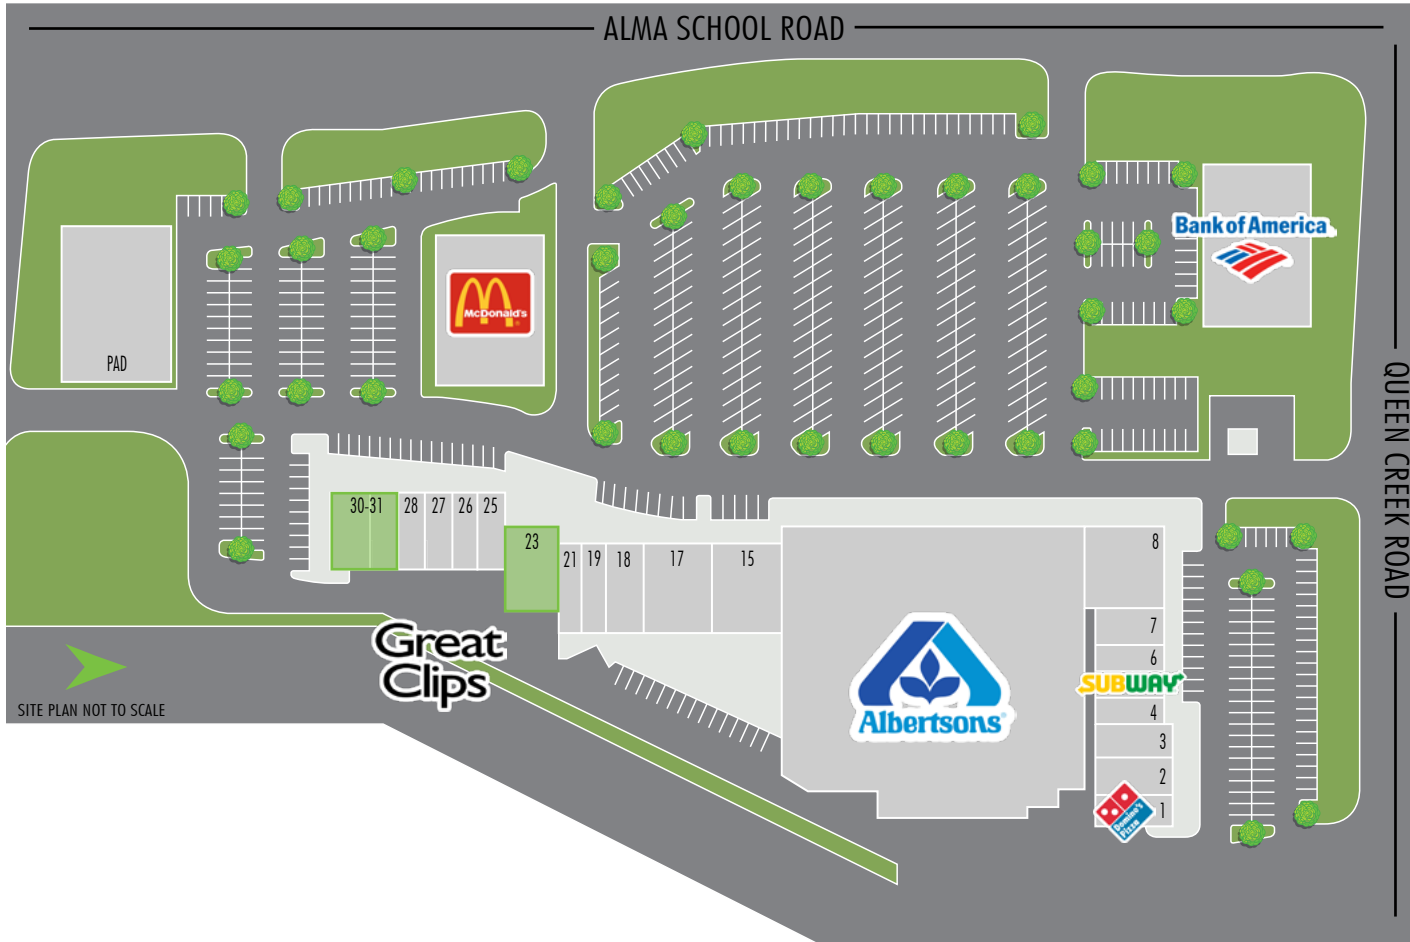 ALMA SCHOOL ROAD
Bank of America
McDonald's
PAD
QUEEN CREEK ROAD
30-31
28
27
26
25
23
21
19
18
17
15
8
7
6
SUBWAY
4
3
2
1
Great
Clips
Albertsons
Domino's
Pizza
SITE PLAN NOT TO SCALE